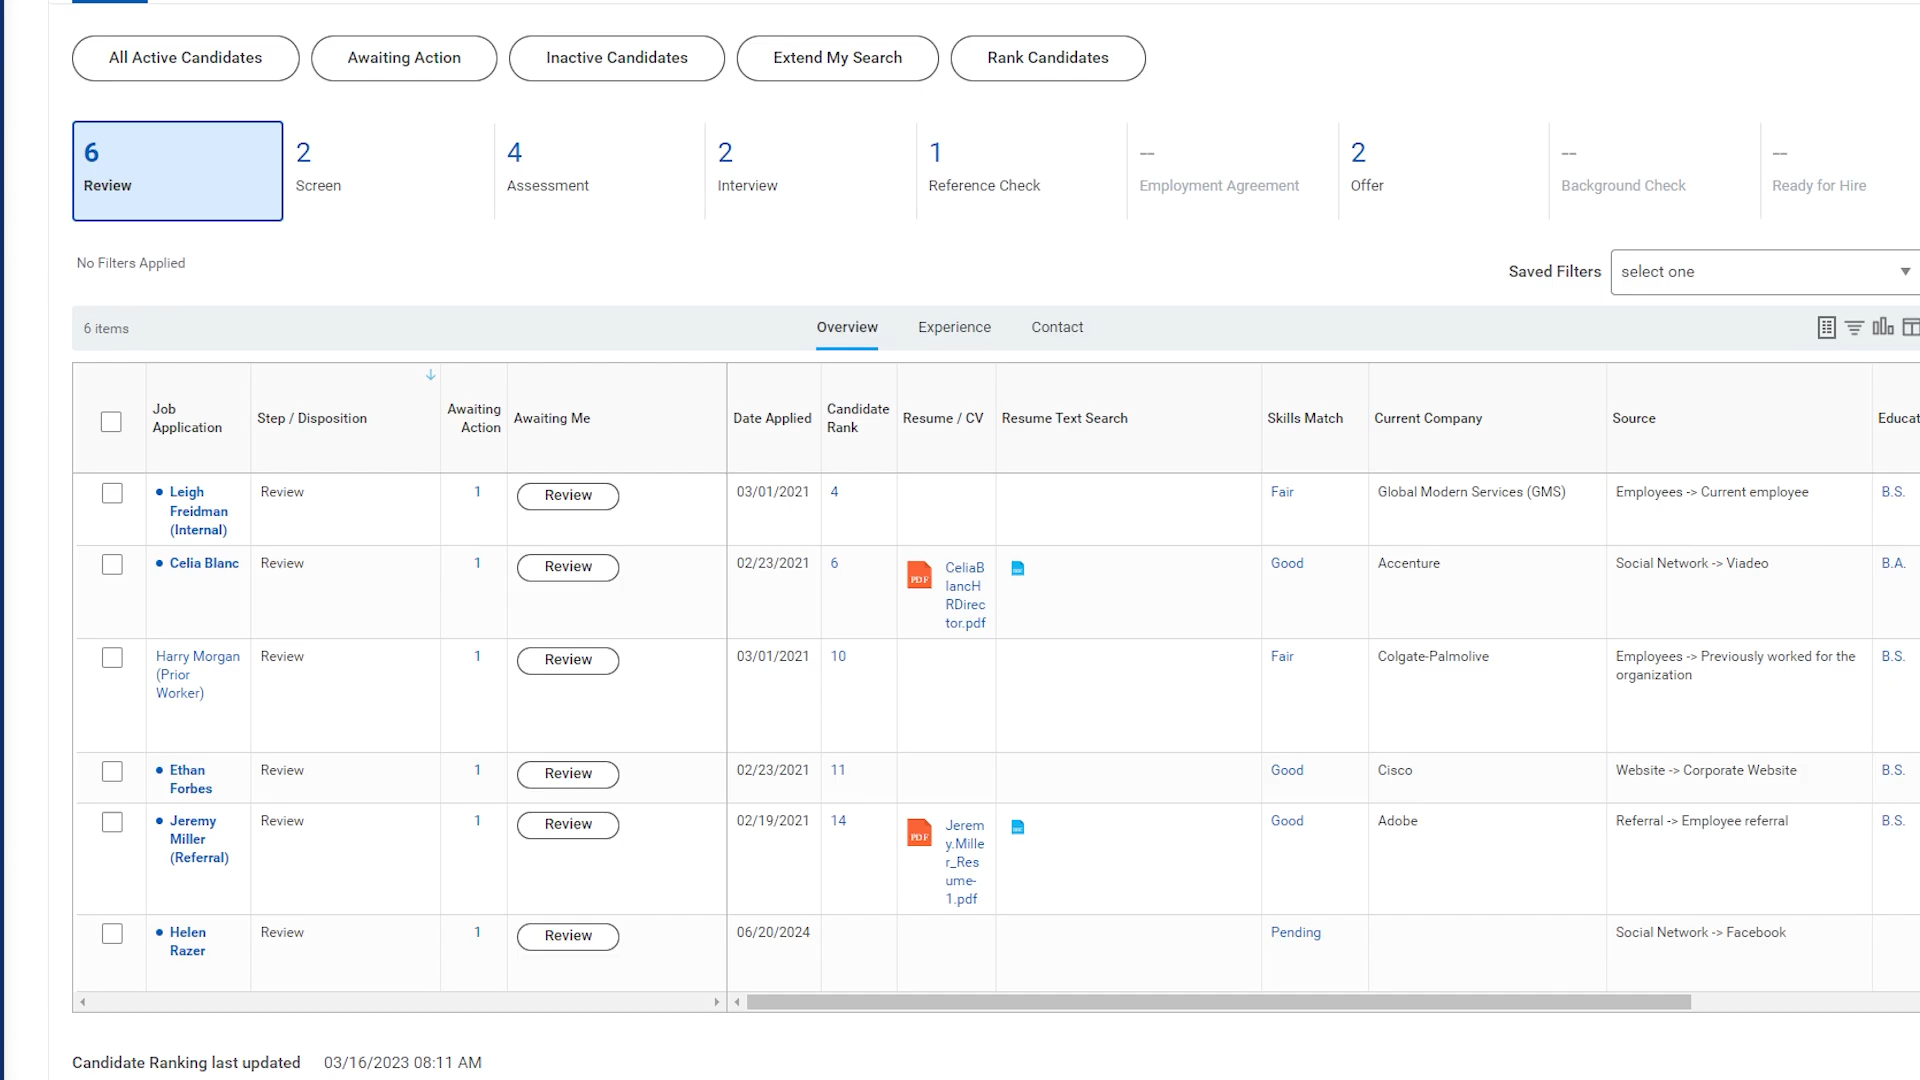 All Active Candidates
Awaiting Action
Inactive Candidates
Extend My Search
Rank Candidates
6
Review
2
Screen
4
Assessment
2
Interview
1
Reference Check
--
Employment Agreement
2
Offer
--
Background Check
--
Ready for Hire
No Filters Applied
Saved Filters
select one
6 items
Overview
Experience
Contact
Job
Application
Step / Disposition
Awaiting
Action
Awaiting Me
Date Applied
Candidate
Rank
Resume / CV
Resume Text Search
Skills Match
Current Company
Source
Educat
Leigh
Freidman
(Internal)
Review
1
Review
03/01/2021
4
Fair
Global Modern Services (GMS)
Employees -> Current employee
B.S.
Celia Blanc
Review
1
Review
02/23/2021
6
PDF
CeliaB
lancH
RDirec
tor.pdf
Good
Accenture
Social Network -> Viadeo
B.A.
Harry Morgan
(Prior
Worker)
Review
1
Review
03/01/2021
10
Fair
Colgate-Palmolive
Employees -> Previously worked for the
organization
B.S.
Ethan
Forbes
Review
1
Review
02/23/2021
11
Good
Cisco
Website -> Corporate Website
B.S.
Jeremy
Miller
(Referral)
Review
1
Review
02/19/2021
14
PDF
Jerem
y.Mille
r_Res
ume-
1.pdf
Good
Adobe
Referral -> Employee referral
B.S.
Helen
Razer
Review
1
Review
06/20/2024
Pending
Social Network -> Facebook
Candidate Ranking last updated
03/16/2023 08:11 AM